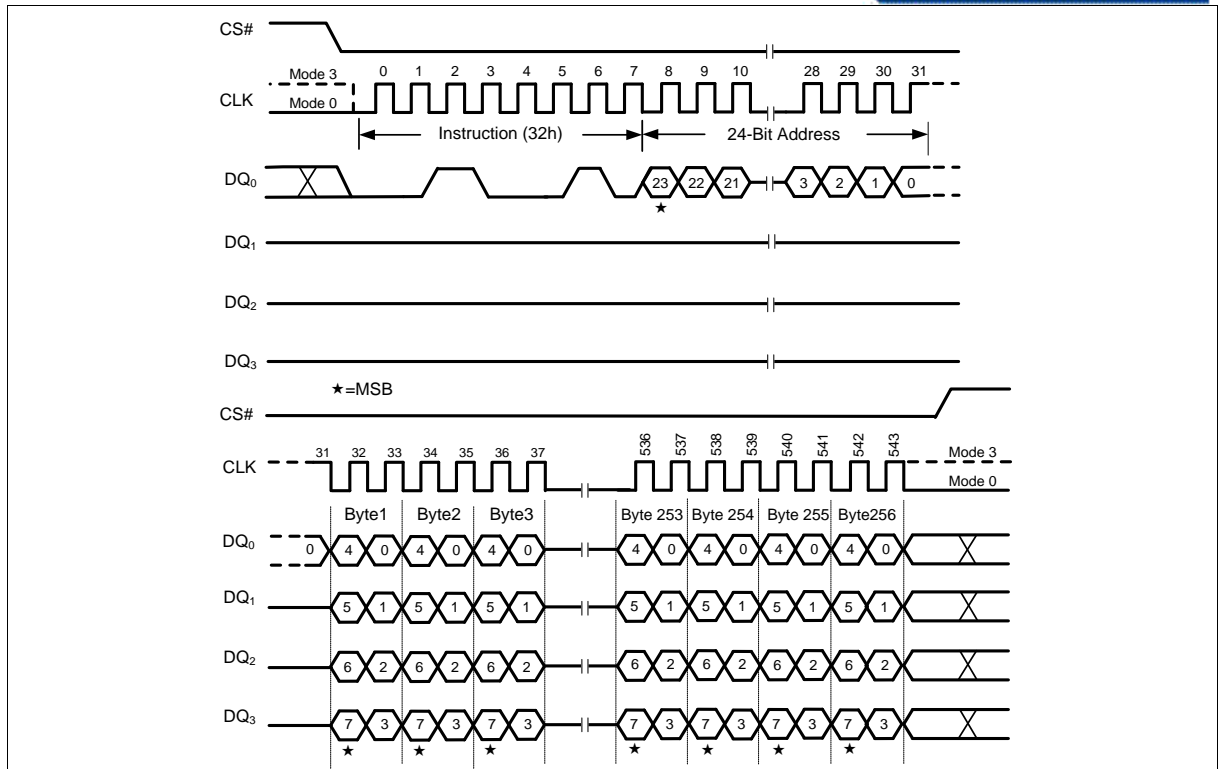 CS#
Mode 3 0 1 2 3 4 5 6 7 8 9 10 28 29 30 31
CLK
Mode 0
Instruction (32h) 24-Bit Address
DQ₀ 23 22 21 3 2 1 0
★
DQ₁
DQ₂
DQ₃
★=MSB
CS#
31 32 33 34 35 36 37 536 537 538 539 540 541 542 543
CLK Mode 3
Mode 0
Byte1 Byte2 Byte3 Byte 253 Byte 254 Byte 255 Byte256
DQ₀ 0 4 0 4 0 4 0 4 0 4 0 4 0 4 0
DQ₁ 5 1 5 1 5 1 5 1 5 1 5 1 5 1
DQ₂ 6 2 6 2 6 2 6 2 6 2 6 2 6 2
DQ₃ 7 3 7 3 7 3 7 3 7 3 7 3 7 3
★ ★ ★ ★ ★ ★ ★